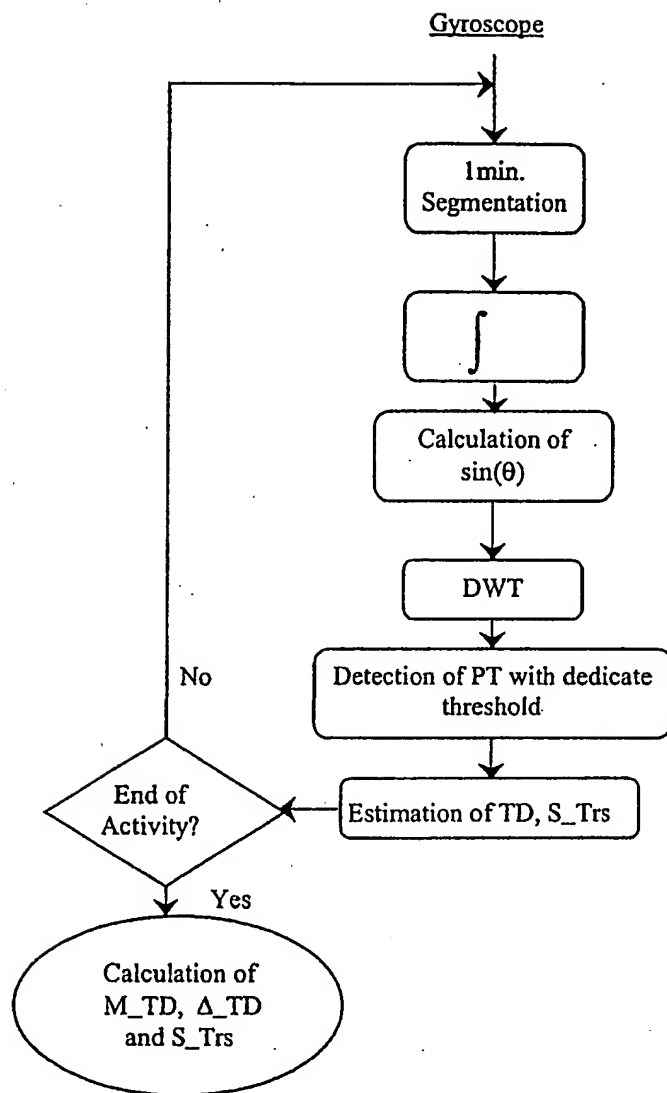 Gyroscope
1min.
Segmentation
∫
Calculation of
sin(θ)
DWT
Detection of PT with dedicate
threshold
Estimation of TD, S_Trs
End of
Activity?
No
Yes
Calculation of
M_TD, Δ_TD
and S_Trs